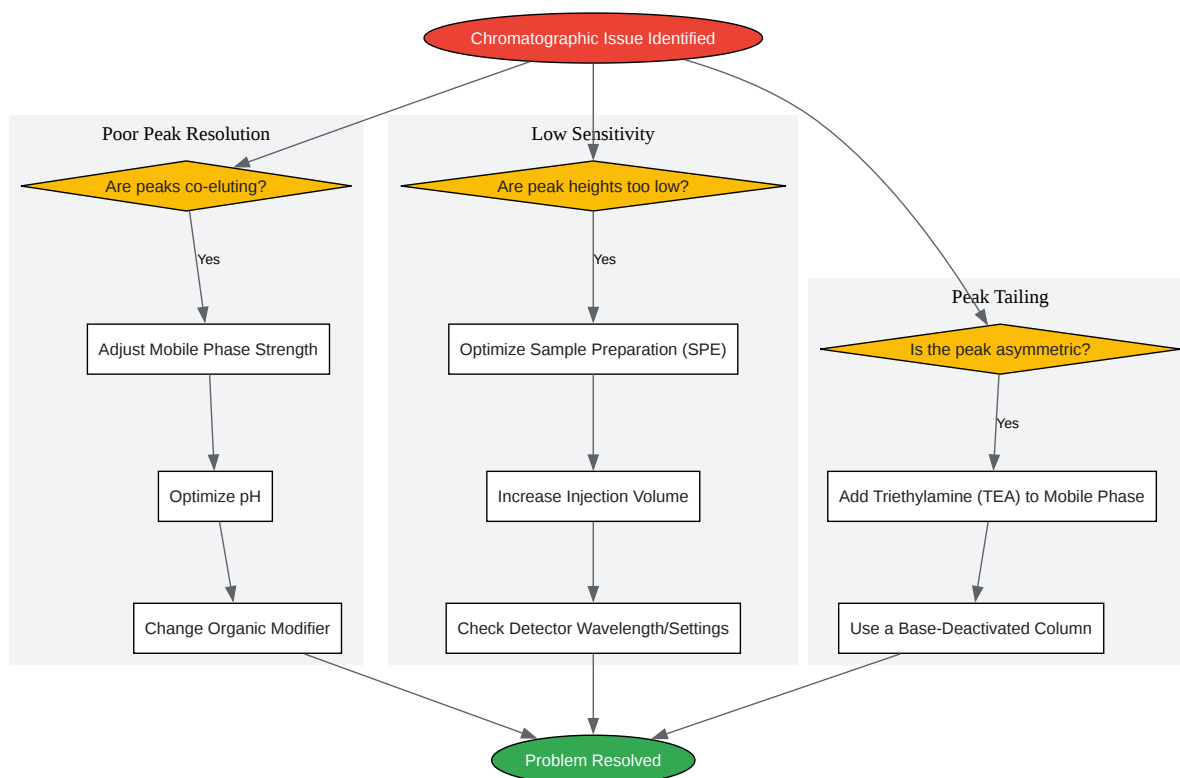 Chromatographic Issue Identified
Poor Peak Resolution
Are peaks co-eluting?
Yes
Adjust Mobile Phase Strength
Optimize pH
Change Organic Modifier
Low Sensitivity
Are peak heights too low?
Yes
Optimize Sample Preparation (SPE)
Increase Injection Volume
Check Detector Wavelength/Settings
Peak Tailing
Is the peak asymmetric?
Yes
Add Triethylamine (TEA) to Mobile Phase
Use a Base-Deactivated Column
Problem Resolved